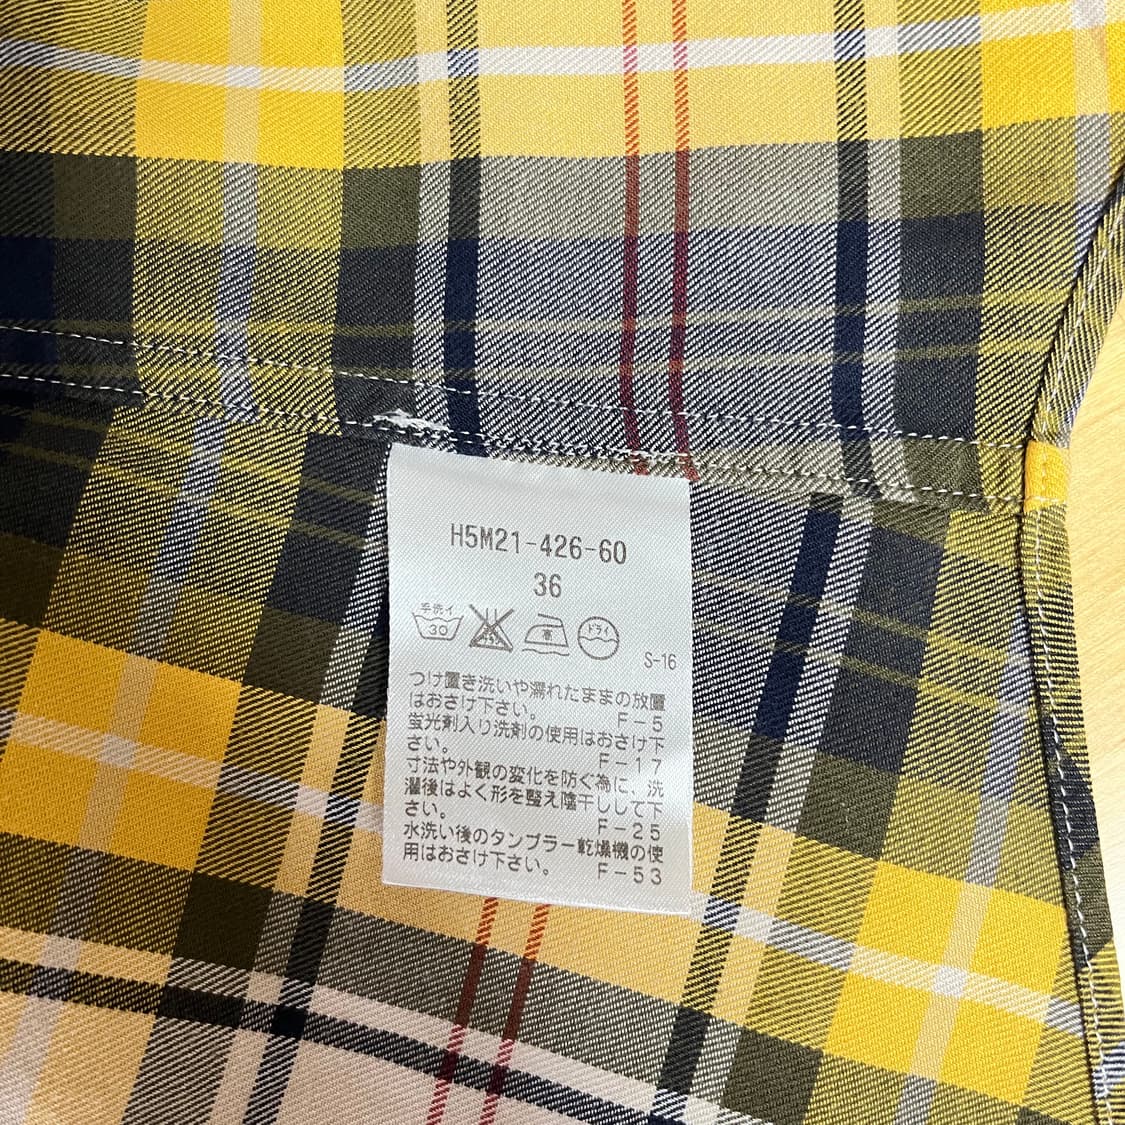 H5M21-426-60
36
手洗イ
30
高
ドライ
S-16
つけ置き洗いや濡れたままの放置
はおさけ下さい。 F-5
蛍光剤入り洗剤の使用はおさけ下
さい。 F-17
寸法や外観の変化を防ぐ為に、洗
濯後はよく形を整え陰干しして下
さい。 F-25
水洗い後のタンブラー乾燥機の使
用はおさけ下さい。 F-53